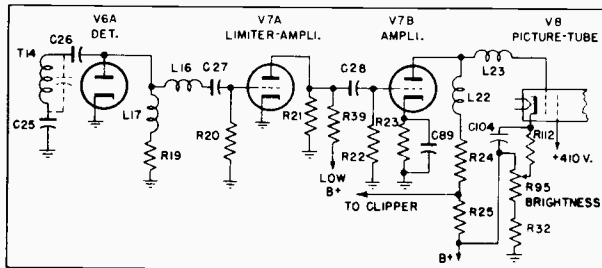 V6A
DET.
V7A
LIMITER-AMPLI.
V7B
AMPLI.
V8
PICTURE-TUBE
T14
C26
C25
L17
R19
L16
C27
R20
R21
R39
C28
LOW
B+
R22
R23
C89
L23
L22
R24
TO CLIPPER
R25
B+
C104
R112
+410 V.
R95
BRIGHTNESS
R32